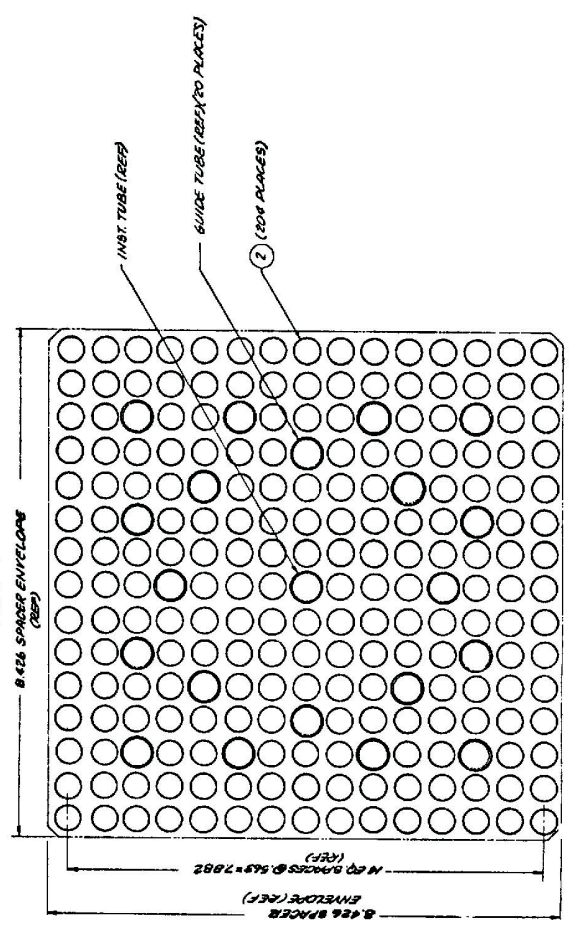 INST. TUBE (REF)
GUIDE TUBE (REF)(20 PLACES)
2 (204 PLACES)
8.426 SPACER ENVELOPE
(REF)
14 EQ. SPACES @ .563=7.882
(REF)
8.426 SPACER
ENVELOPE (REF)